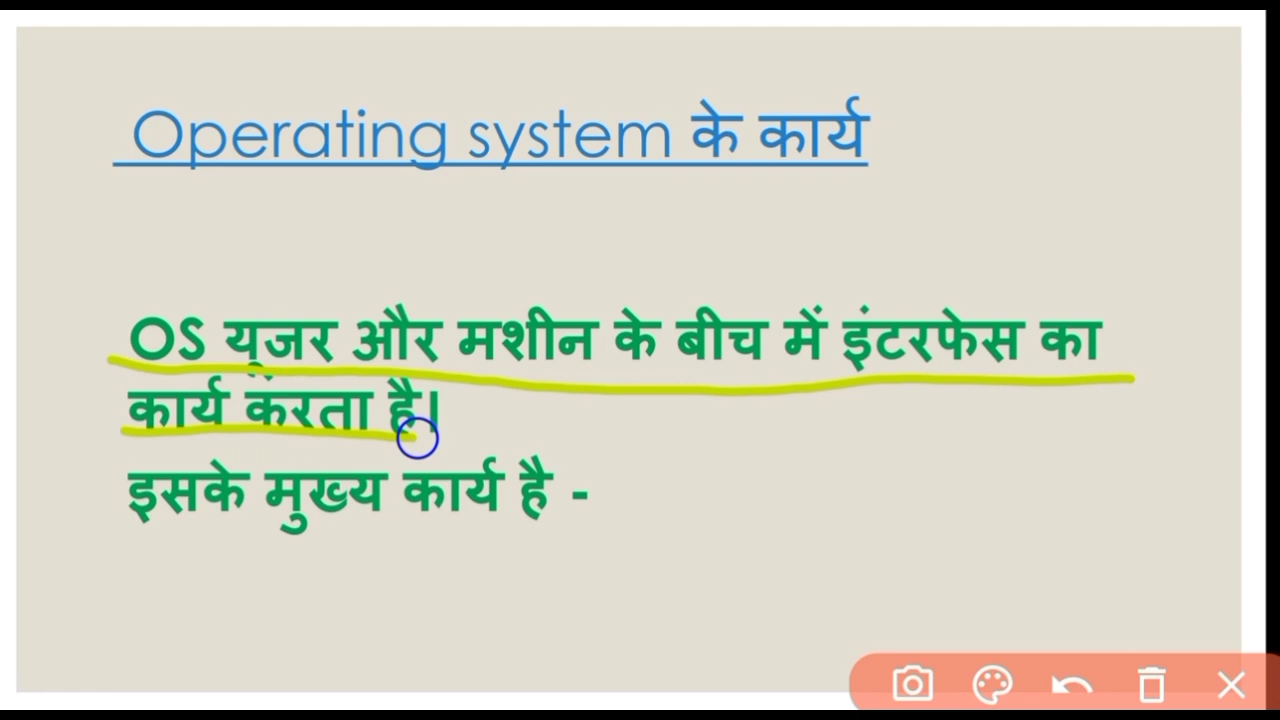 Operating system के कार्य
OS यूजर और मशीन के बीच में इंटरफेस का
कार्य करता है।
इसके मुख्य कार्य है -